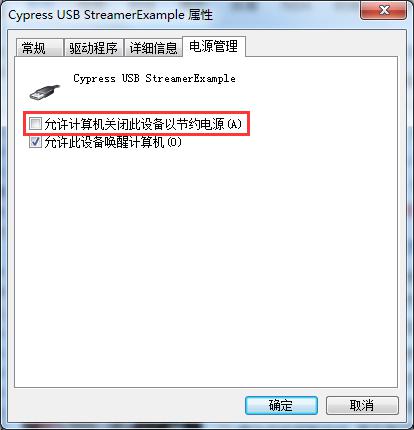 Cypress USB StreamerExample 属性
常规 驱动程序 详细信息 电源管理
Cypress USB StreamerExample
允许计算机关闭此设备以节约电源(A)
允许此设备唤醒计算机(O)
确定 取消